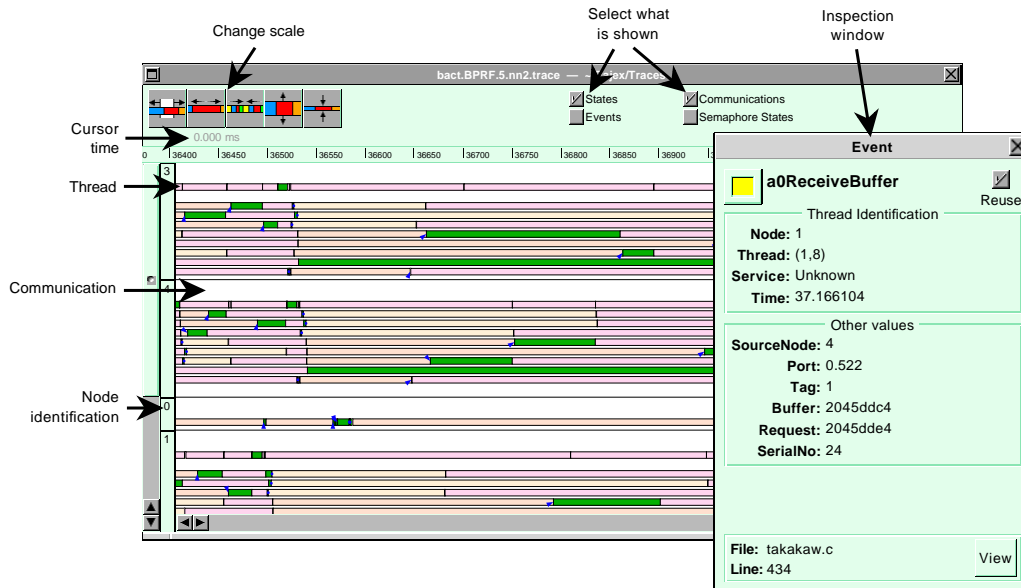 Change scale
Select what
is shown
Inspection
window
bact.BPRF.5.nn2.trace —
ajex/Traces
States
Communications
Events
Semaphore States
Cursor
time
0.000 ms
0 36400 36450 36500 36550 36600 36650 36700 36750 36800 36850 36900
Event
a0ReceiveBuffer
Reuse
Thread Identification
Node: 1
Thread: (1,8)
Service: Unknown
Time: 37.166104
Other values
SourceNode: 4
Port: 0.522
Tag: 1
Buffer: 2045ddc4
Request: 2045dde4
SerialNo: 24
File: takakaw.c
Line: 434
View
3
Thread
Communication
4
Node
identification
0
1